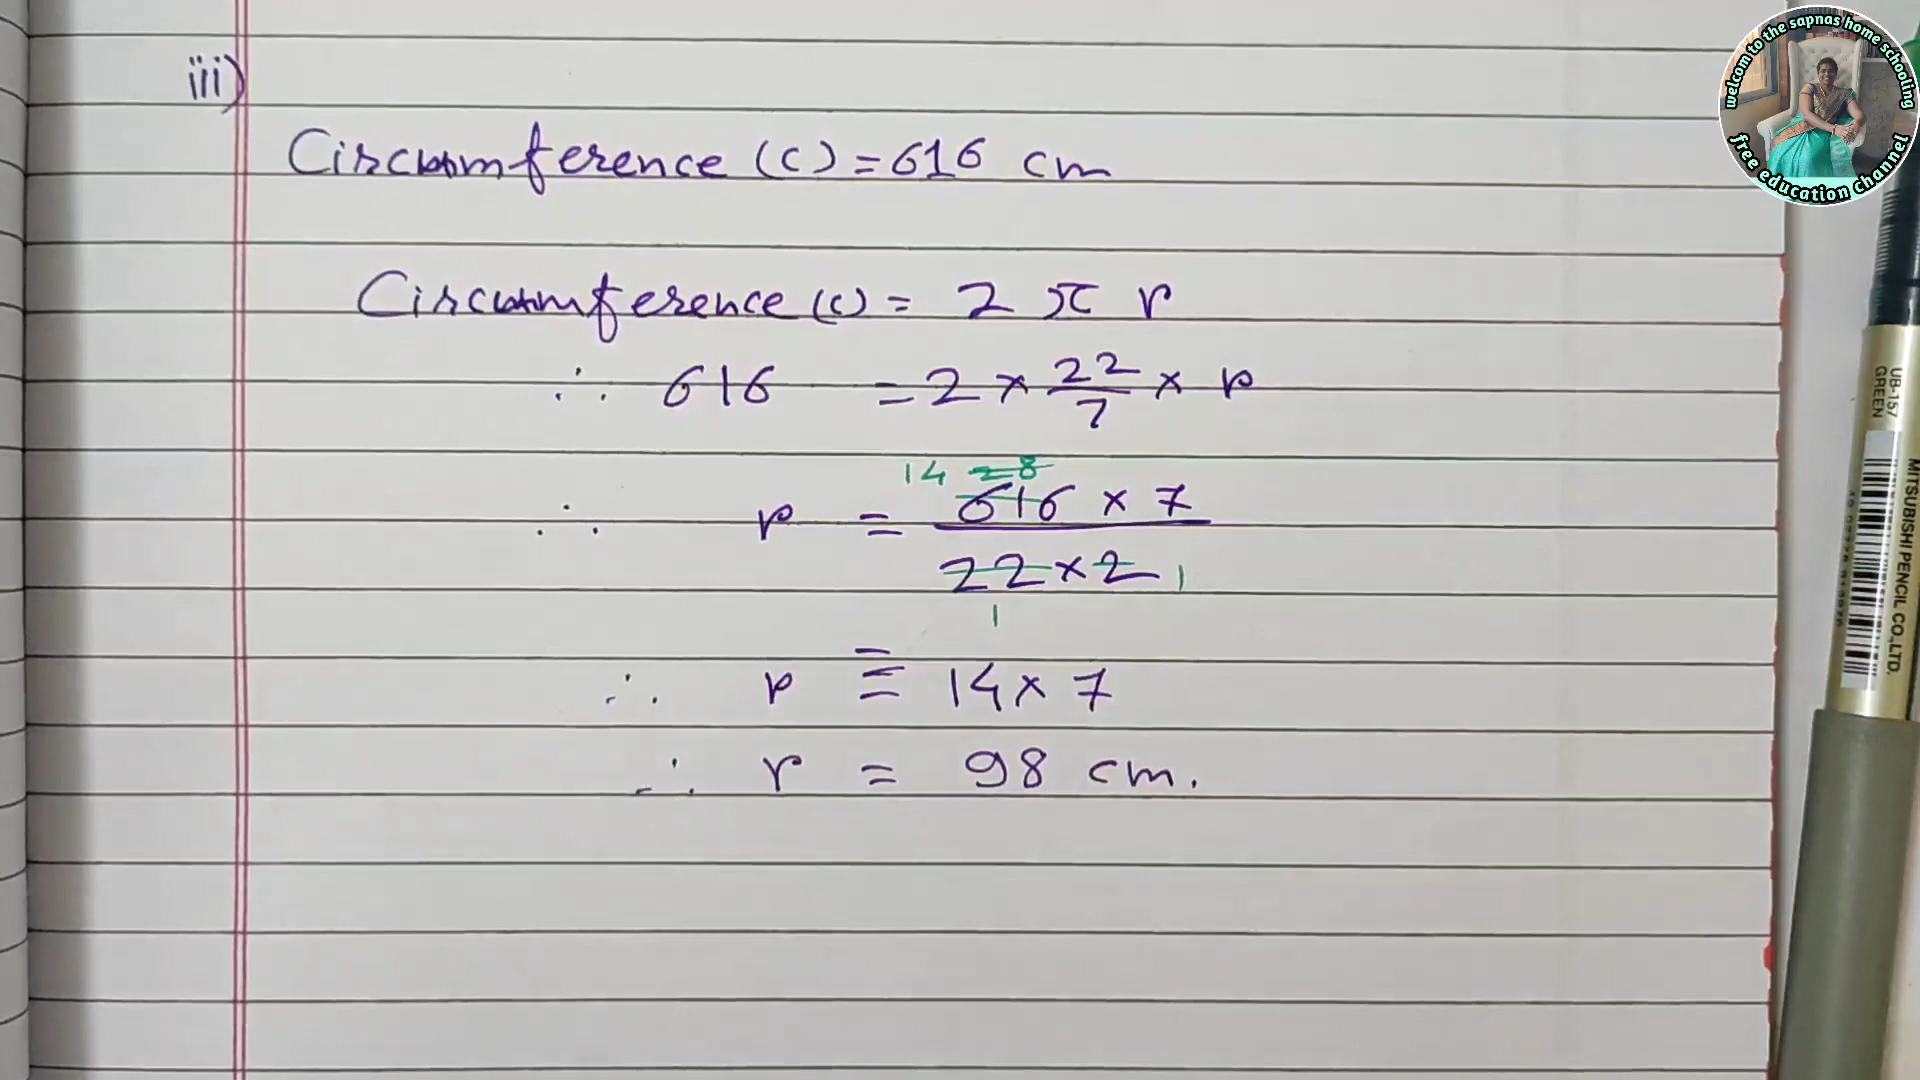 iii)
Circumference (c) = 616 cm
Circumference (c) = 2 π r
∴ 616 = 2 × 22/7 × r
14 28
∴ r = 616 × 7 / 22 × 2 1
1
∴ r = 14 × 7
∴ r = 98 cm.
welcom to the sapnas home schooling
free education channel
UB-157
GREEN
MITSUBISHI PENCIL CO.,LTD.